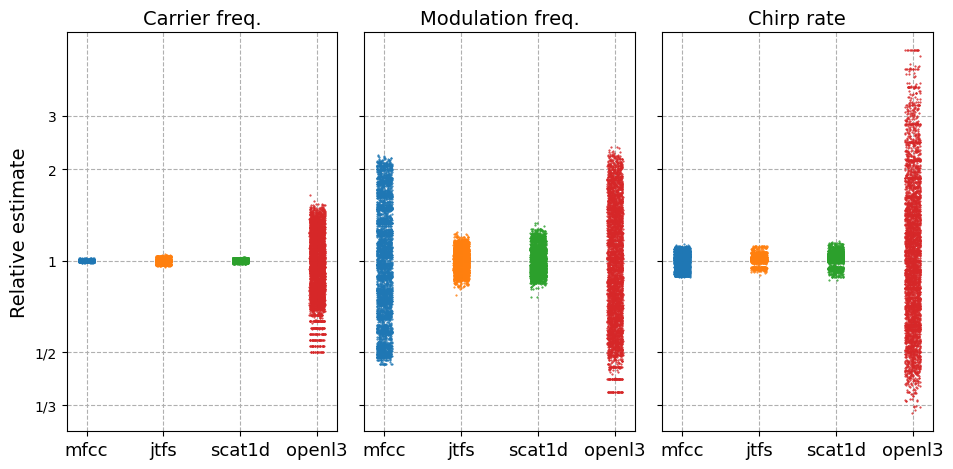 Carrier freq.
Modulation freq.
Chirp rate
Relative estimate
3
2
1
1/2
1/3
mfcc jtfs scat1d openl3
mfcc jtfs scat1d openl3
mfcc jtfs scat1d openl3